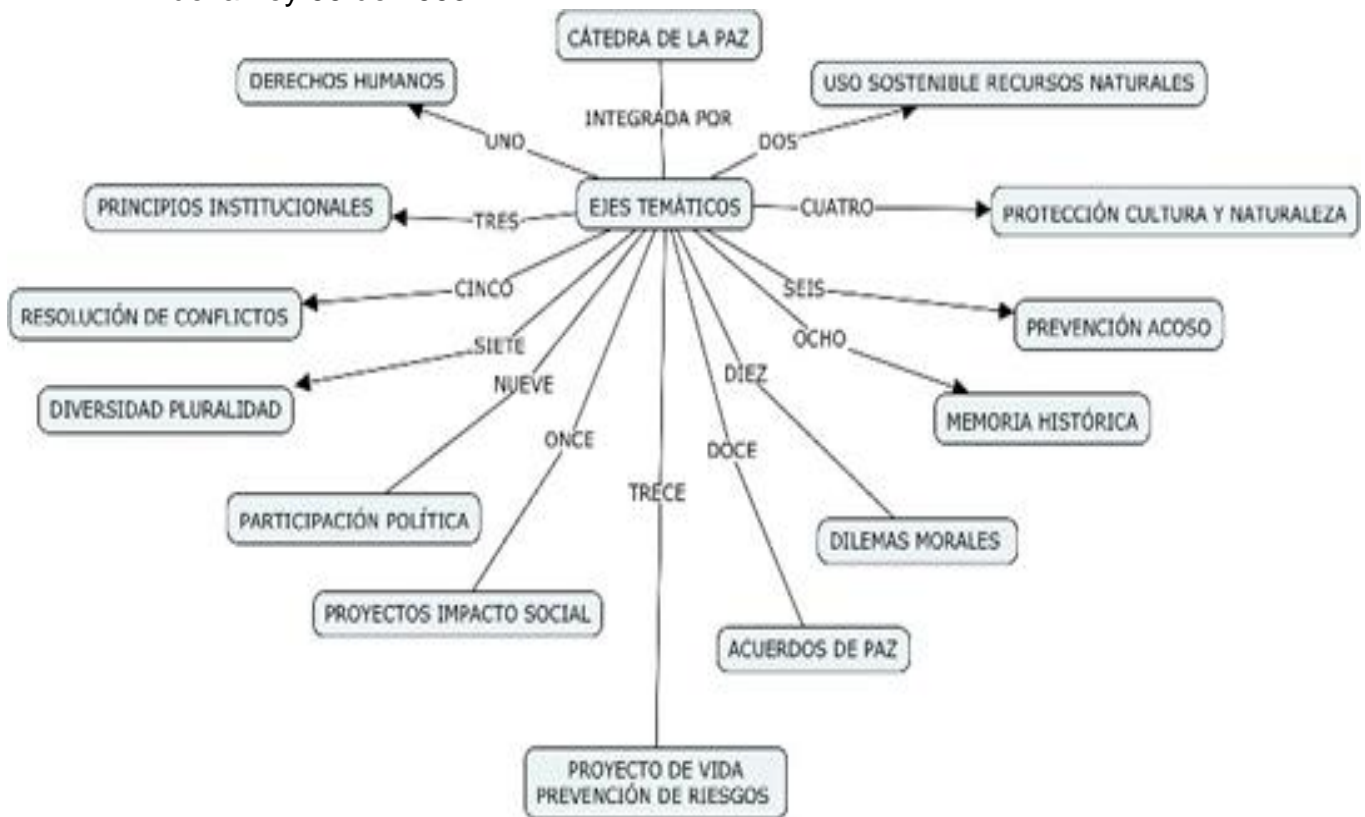 CÁTEDRA DE LA PAZ
DERECHOS HUMANOS
USO SOSTENIBLE RECURSOS NATURALES
INTEGRADA POR
UNO
DOS
PRINCIPIOS INSTITUCIONALES
TRES
EJES TEMÁTICOS
CUATRO
PROTECCIÓN CULTURA Y NATURALEZA
CINCO
SEIS
RESOLUCIÓN DE CONFLICTOS
PREVENCIÓN ACOSO
SIETE
OCHO
NUEVE
DIEZ
DIVERSIDAD PLURALIDAD
MEMORIA HISTÓRICA
ONCE
DOCE
TRECE
PARTICIPACIÓN POLÍTICA
DILEMAS MORALES
PROYECTOS IMPACTO SOCIAL
ACUERDOS DE PAZ
PROYECTO DE VIDA
PREVENCIÓN DE RIESGOS